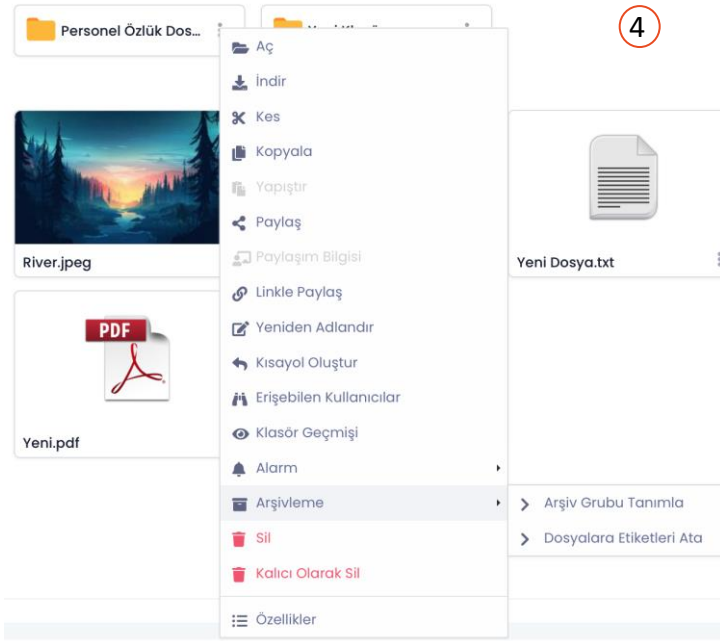 Personel Özlük Dos...
4
Aç
İndir
Kes
Kopyala
Yapıştır
Paylaş
Paylaşım Bilgisi
Linkle Paylaş
Yeniden Adlandır
Kısayol Oluştur
Erişebilen Kullanıcılar
Klasör Geçmişi
Alarm
Arşivleme
Sil
Kalıcı Olarak Sil
Özellikler
Arşiv Grubu Tanımla
Dosyalara Etiketleri Ata
River.jpeg
Yeni Dosya.txt
PDF
Yeni.pdf